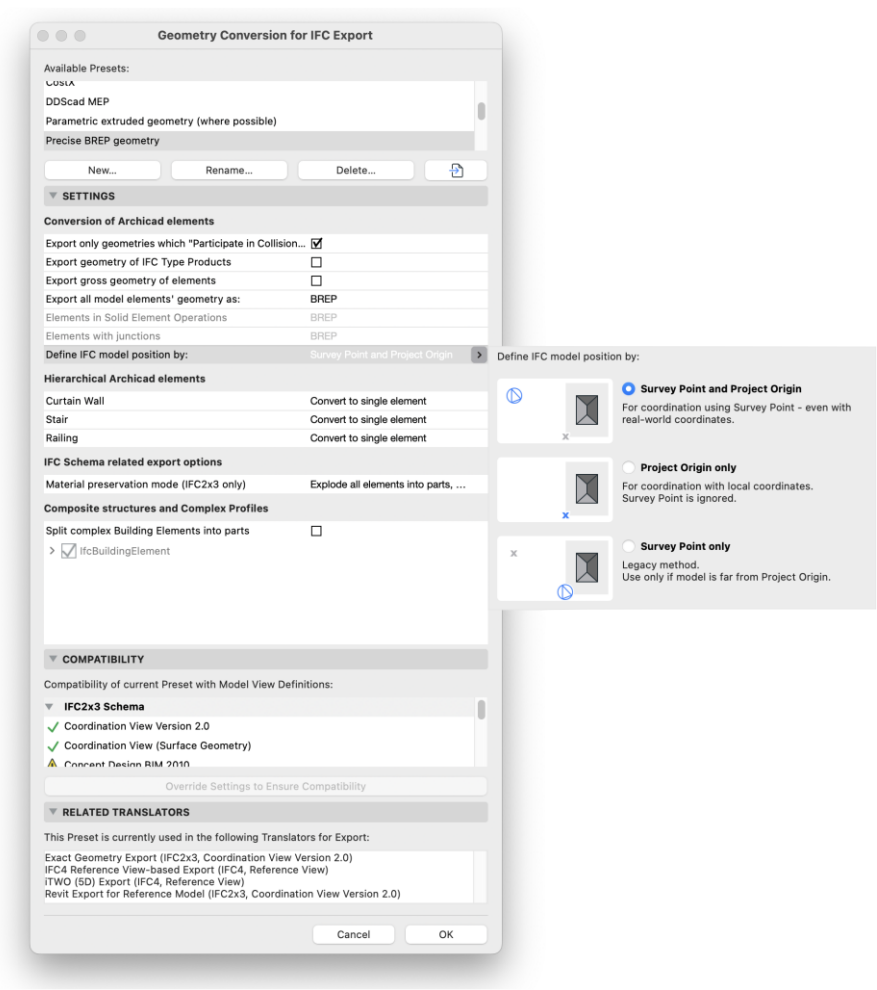 Geometry Conversion for IFC Export
Available Presets:
CostX
DDScad MEP
Parametric extruded geometry (where possible)
Precise BREP geometry
New...
Rename...
Delete...
SETTINGS
Conversion of Archicad elements
Export only geometries which "Participate in Collision...
Export geometry of IFC Type Products
Export gross geometry of elements
Export all model elements' geometry as: BREP
Elements in Solid Element Operations BREP
Elements with junctions BREP
Define IFC model position by: Survey Point and Project Origin
Hierarchical Archicad elements
Curtain Wall Convert to single element
Stair Convert to single element
Railing Convert to single element
IFC Schema related export options
Material preservation mode (IFC2x3 only) Explode all elements into parts, ...
Composite structures and Complex Profiles
Split complex Building Elements into parts
IfcBuildingElement
COMPATIBILITY
Compatibility of current Preset with Model View Definitions:
IFC2x3 Schema
Coordination View Version 2.0
Coordination View (Surface Geometry)
Concept Design BIM 2010
Override Settings to Ensure Compatibility
RELATED TRANSLATORS
This Preset is currently used in the following Translators for Export:
Exact Geometry Export (IFC2x3, Coordination View Version 2.0)
IFC4 Reference View-based Export (IFC4, Reference View)
iTWO (5D) Export (IFC4, Reference View)
Revit Export for Reference Model (IFC2x3, Coordination View Version 2.0)
Cancel
OK
Define IFC model position by:
Survey Point and Project Origin
For coordination using Survey Point - even with
real-world coordinates.
Project Origin only
For coordination with local coordinates.
Survey Point is ignored.
Survey Point only
Legacy method.
Use only if model is far from Project Origin.